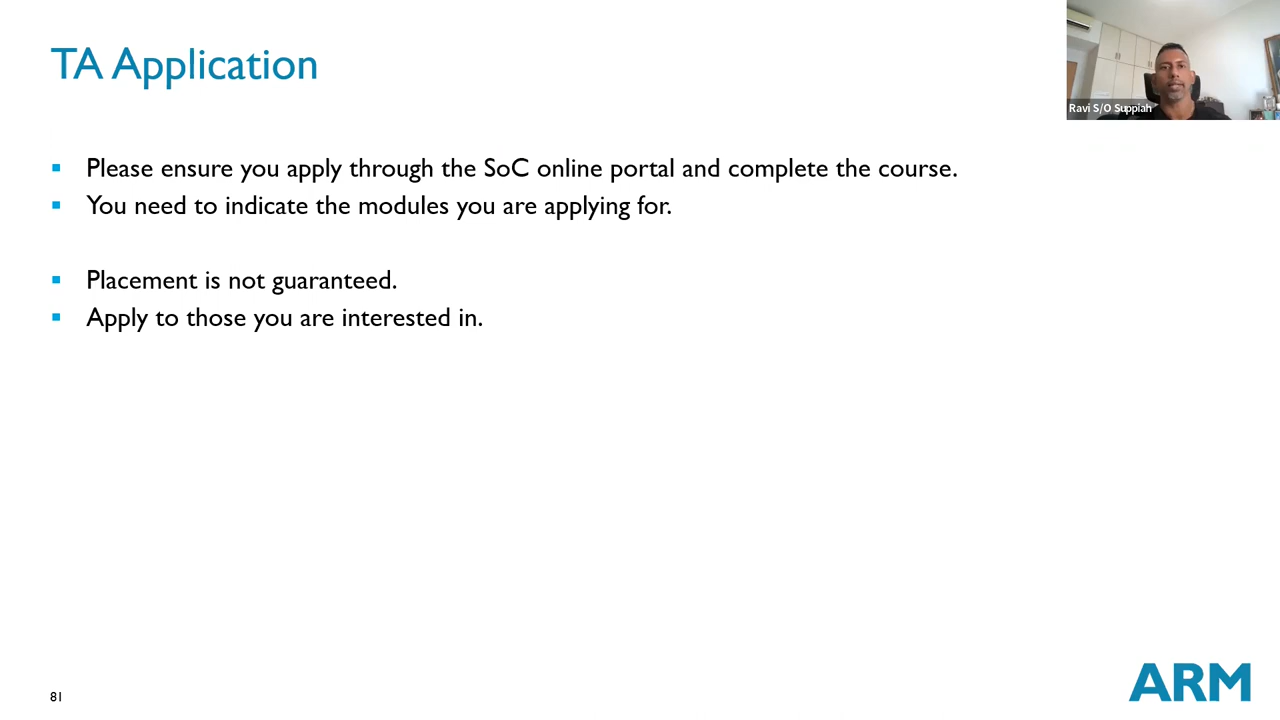 TA Application
Ravi S/O Suppiah
Please ensure you apply through the SoC online portal and complete the course.
You need to indicate the modules you are applying for.
Placement is not guaranteed.
Apply to those you are interested in.
81
ARM